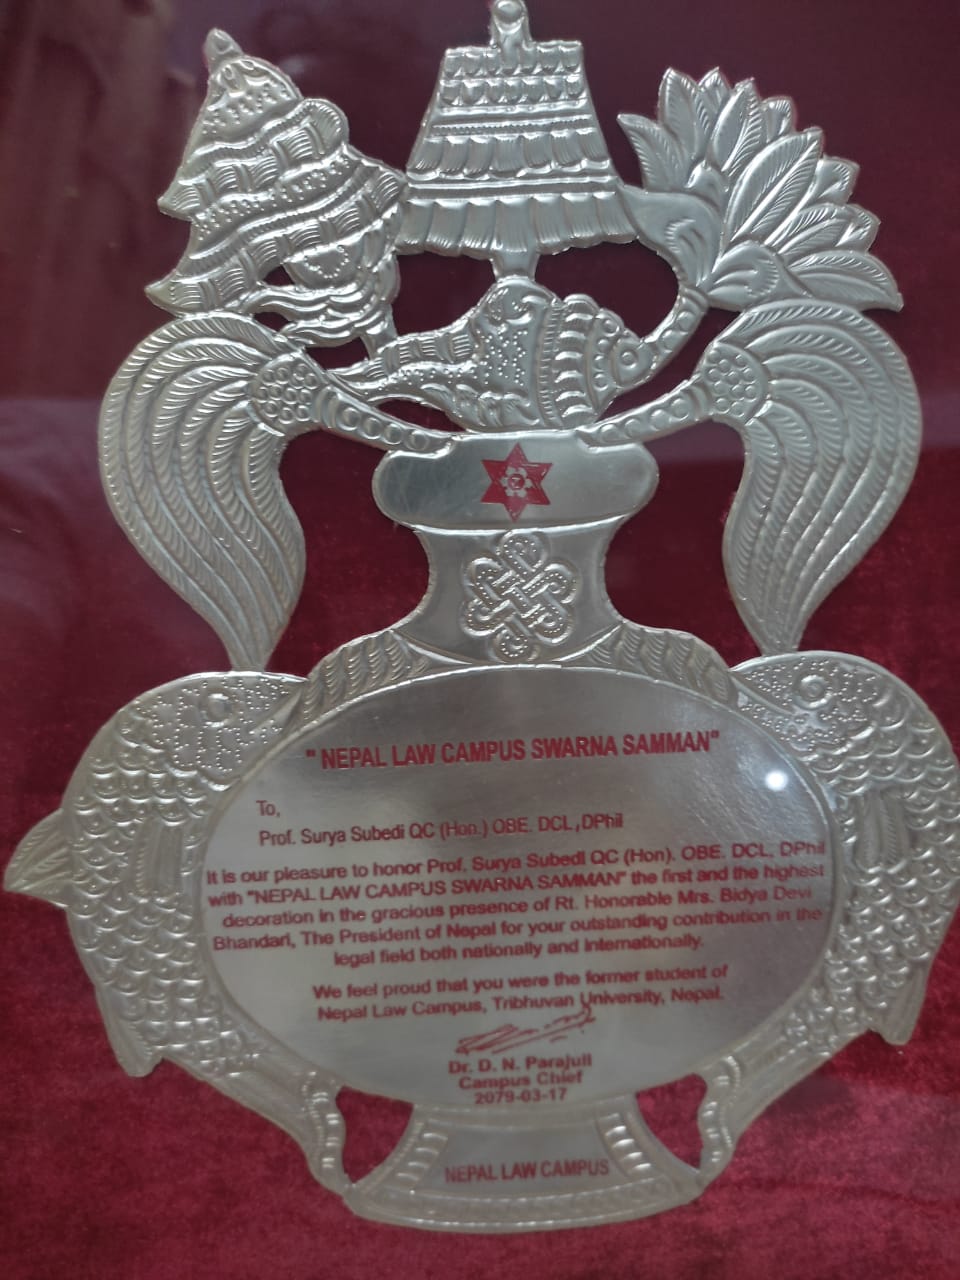 " NEPAL LAW CAMPUS SWARNA SAMMAN"
To,
Prof. Surya Subedi QC (Hon.) OBE. DCL, DPhil
It is our pleasure to honor Prof. Surya Subedi QC (Hon). OBE. DCL, DPhil
with "NEPAL LAW CAMPUS SWARNA SAMMAN" the first and the highest
decoration in the gracious presence of Rt. Honorable Mrs. Bidya Devi
Bhandari, The President of Nepal for your outstanding contribution in the
legal field both nationally and internationally.
We feel proud that you were the former student of
Nepal Law Campus, Tribhuvan University, Nepal.
Dr. D. N. Parajuli
Campus Chief
2079-03-17
NEPAL LAW CAMPUS